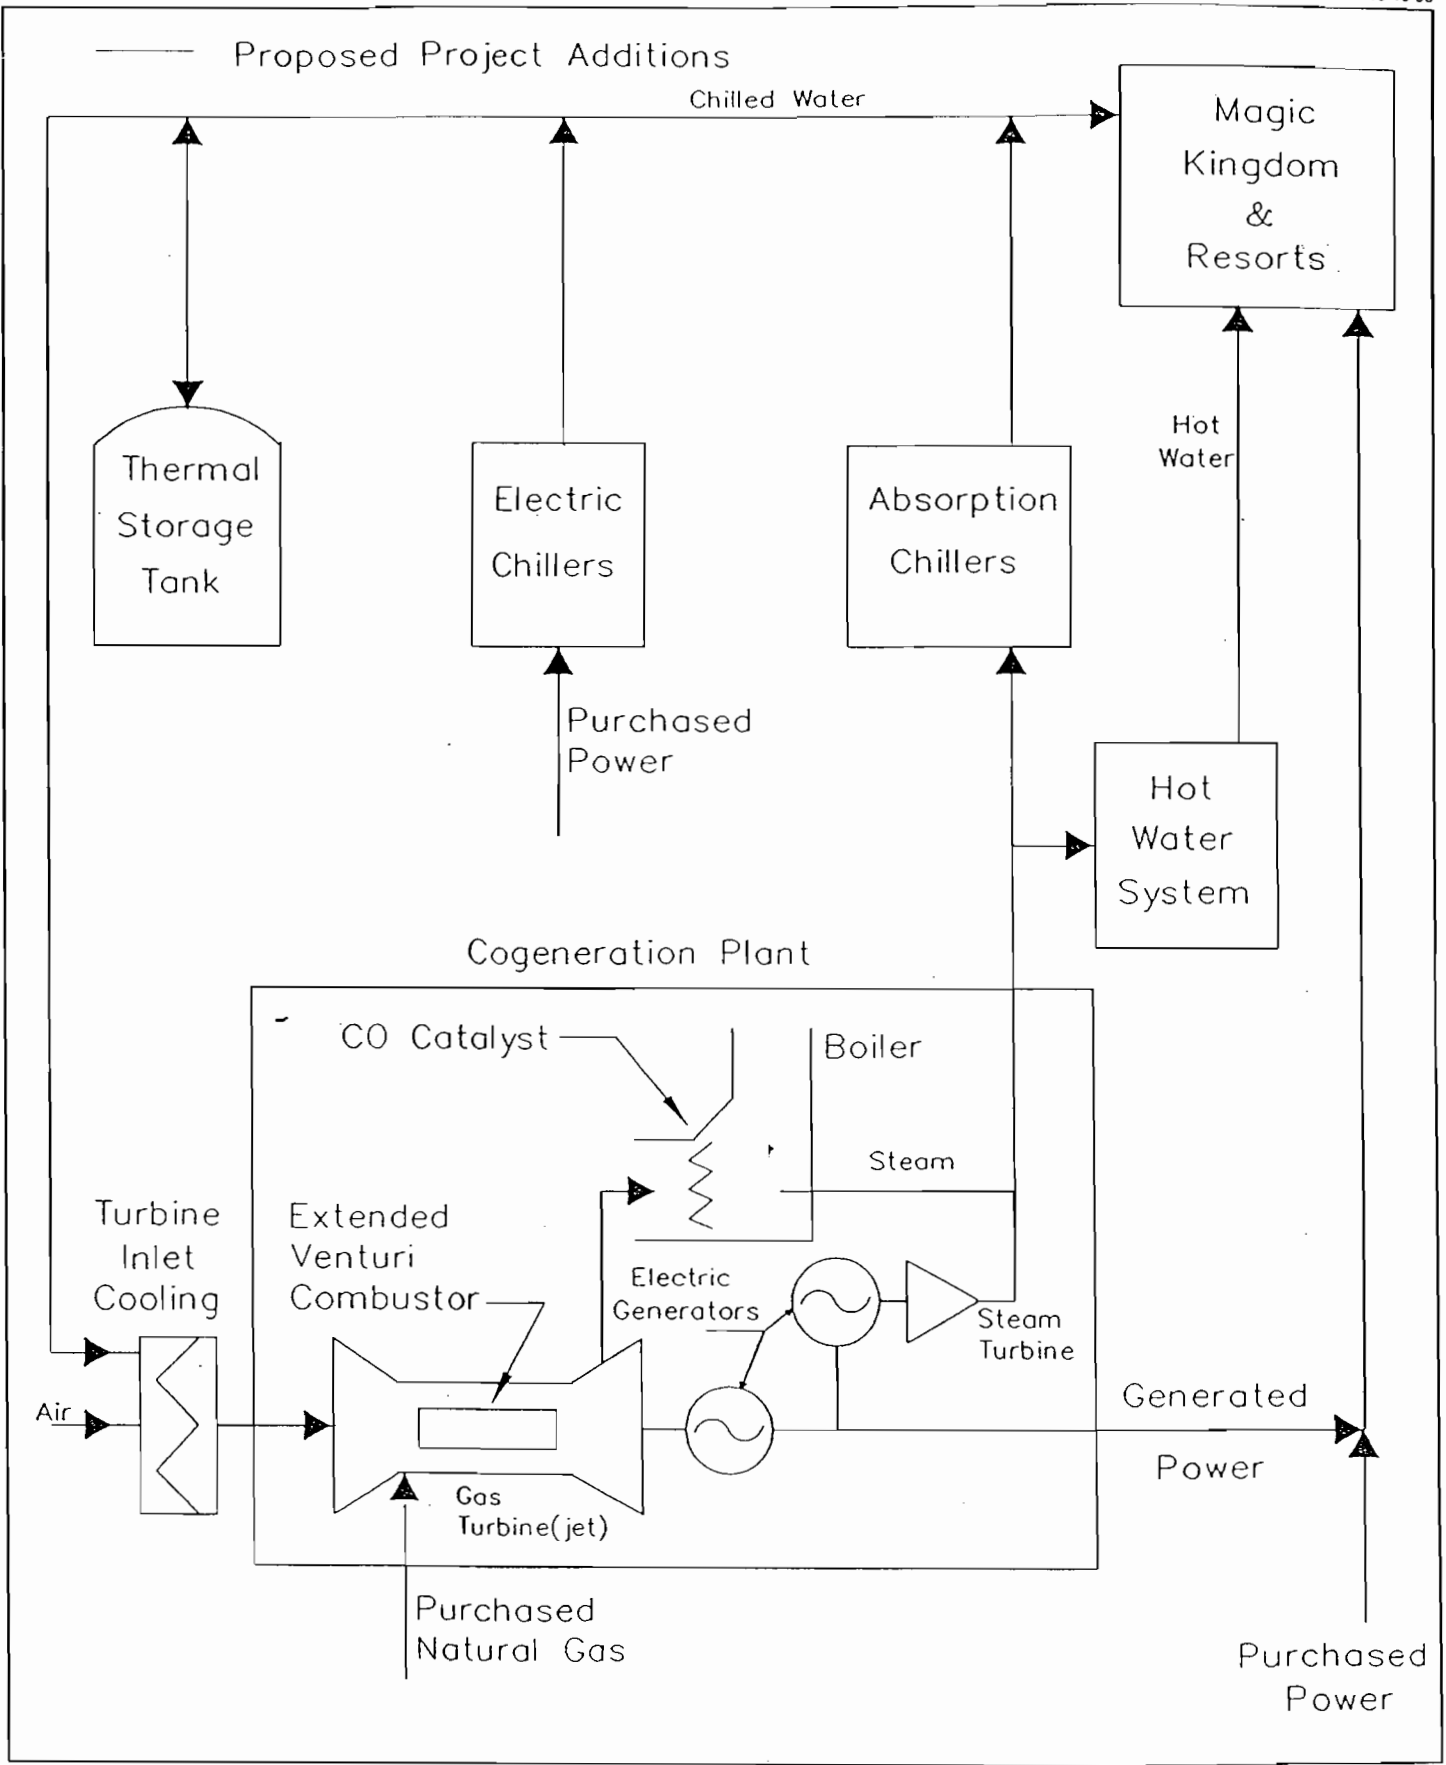 Proposed Project Additions
Chilled Water
Magic
Kingdom
&
Resorts
Hot
Water
Thermal
Storage
Tank
Electric
Chillers
Absorption
Chillers
Purchased
Power
Hot
Water
System
Cogeneration Plant
CO Catalyst
Boiler
Steam
Turbine
Inlet
Cooling
Extended
Venturi
Combustor
Electric
Generators
Steam
Turbine
Air
Generated
Power
Gas
Turbine(jet)
Purchased
Natural Gas
Purchased
Power